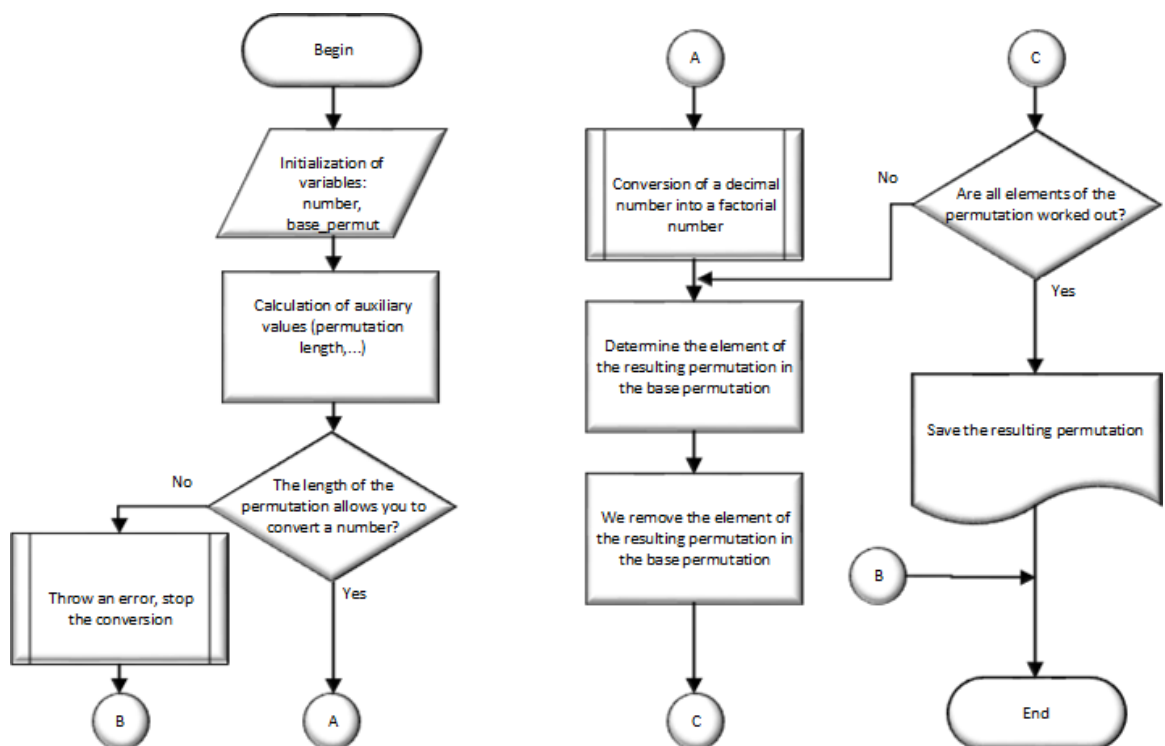 Begin
Initialization of
variables:
number,
base_permut
Calculation of auxiliary
values (permutation
length,...)
The length of the
permutation allows you to
convert a number?
No
Yes
Throw an error, stop
the conversion
B
A
A
Conversion of a decimal
number into a factorial
number
Determine the element of
the resulting permutation in
the base permutation
We remove the element of
the resulting permutation in
the base permutation
C
C
Are all elements of the
permutation worked out?
No
Yes
Save the resulting permutation
B
End